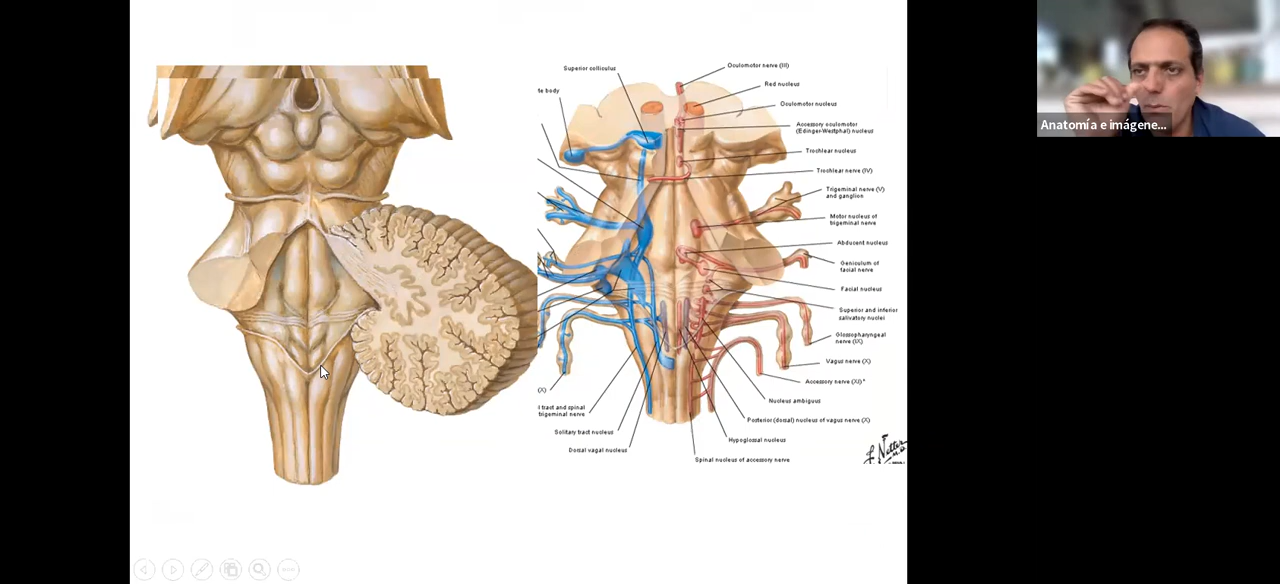 Superior colliculus
te body
Oculomotor nerve (III)
Red nucleus
Oculomotor nucleus
Accessory oculomotor
(Edinger-Westphal) nucleus
Trochlear nucleus
Trochlear nerve (IV)
Trigeminal nerve (V)
and ganglion
Motor nucleus of
trigeminal nerve
Abducent nucleus
Geniculum of
facial nerve
Facial nucleus
Superior and inferior
salivatory nuclei
Glossopharyngeal
nerve (IX)
Vagus nerve (X)
Accessory nerve (XI)*
Nucleus ambiguus
Posterior (dorsal) nucleus of vagus nerve (X)
Hypoglossal nucleus
Spinal nucleus of accessory nerve
(X)
l tract and spinal
trigeminal nerve
Solitary tract nucleus
Dorsal vagal nucleus
F. Netter
M.D.
Anatomía e imágene...